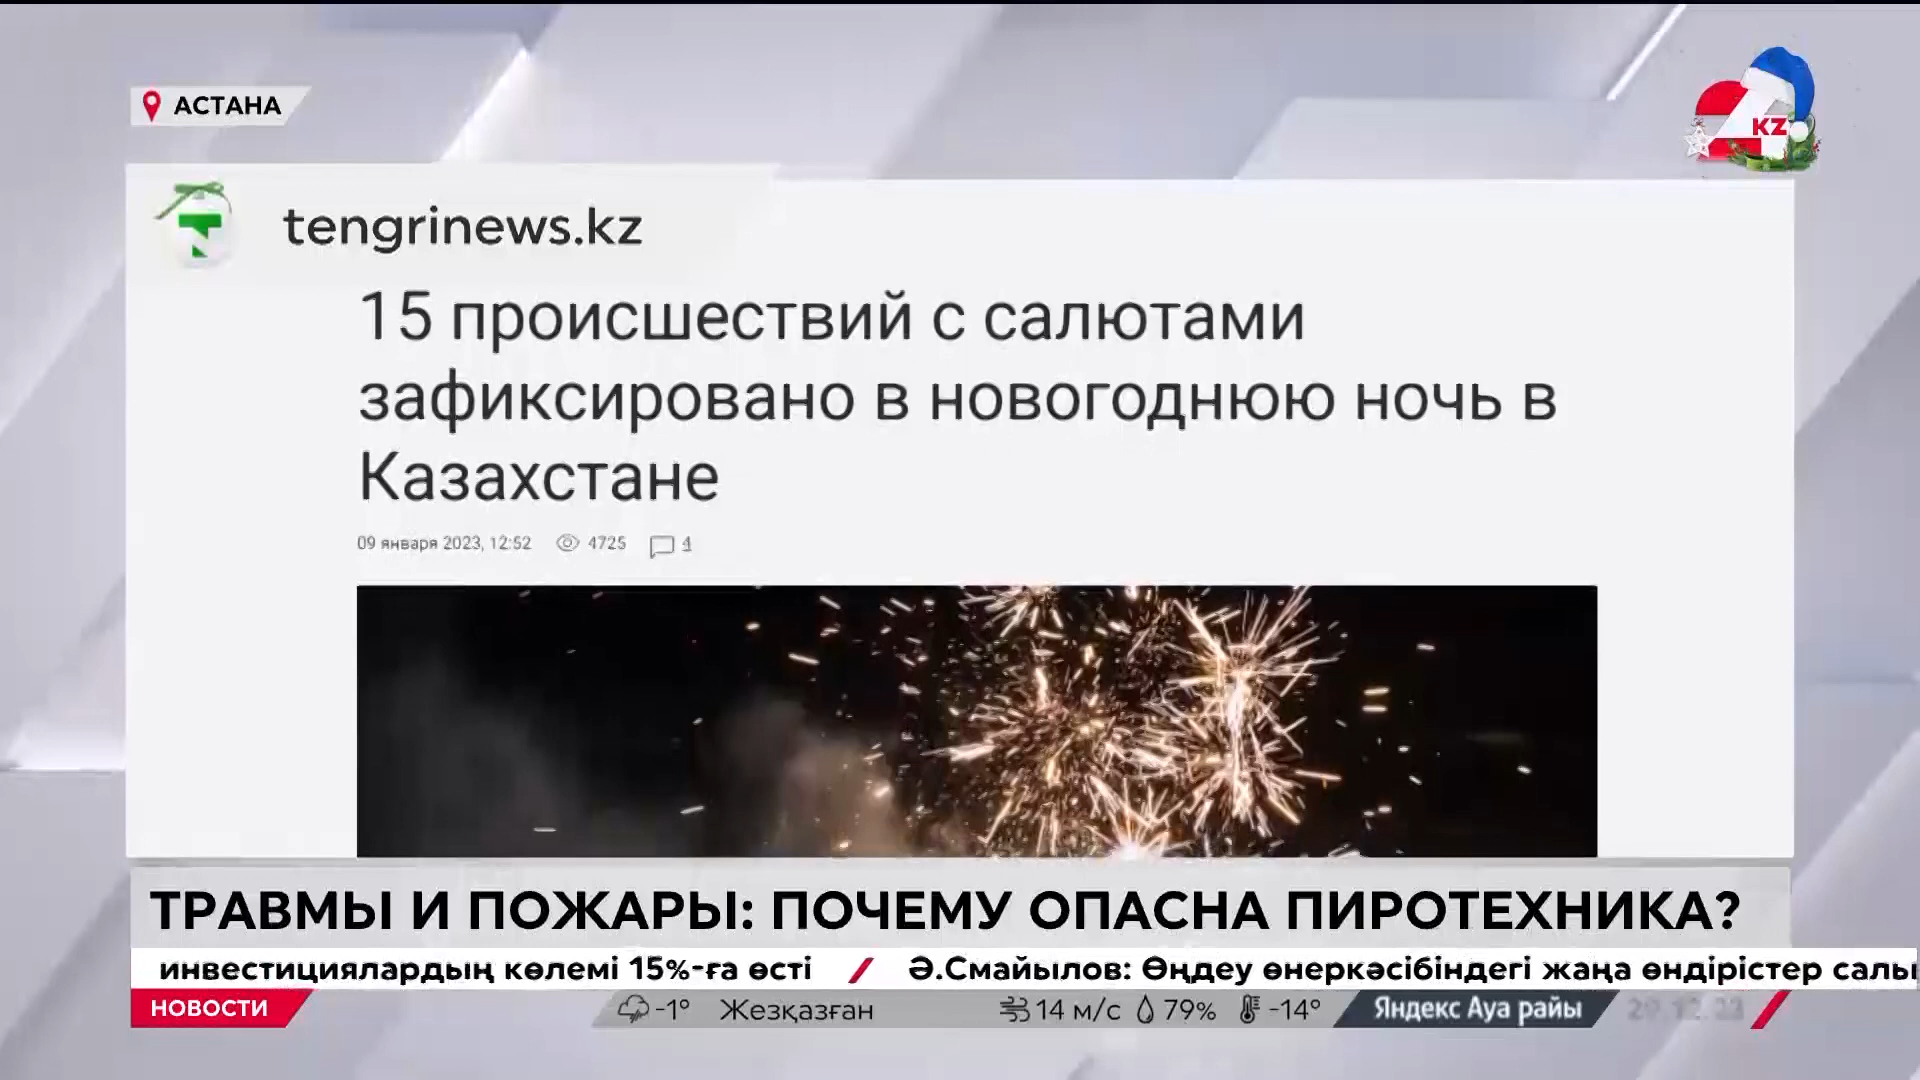 АСТАНА
KZ
tengrinews.kz
15 происшествий с салютами
зафиксировано в новогоднюю ночь в
Казахстане
09 января 2023, 12:52 4725 4
ТРАВМЫ И ПОЖАРЫ: ПОЧЕМУ ОПАСНА ПИРОТЕХНИКА?
инвестициялардың көлемі 15%-ға өсті / Ә.Смайылов: Өңдеу өнеркәсібіндегі жаңа өндірістер салы
НОВОСТИ -1° Жезқазған 14 м/с 79% -14° Яндекс Ауа райы